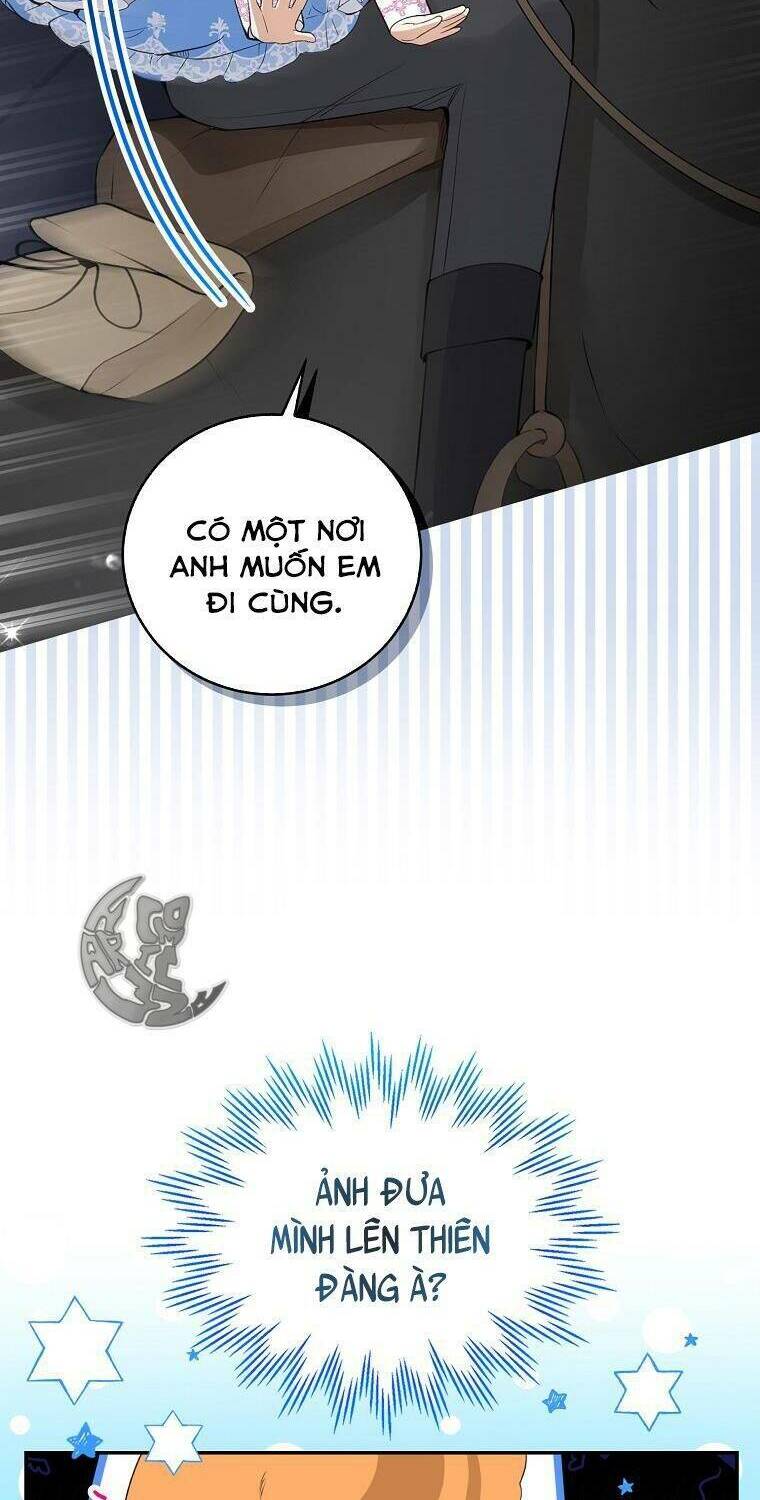 CÓ MỘT NƠI
ANH MUỐN EM
ĐI CÙNG.
ẢNH ĐƯA
MÌNH LÊN THIÊN
ĐÀNG À?